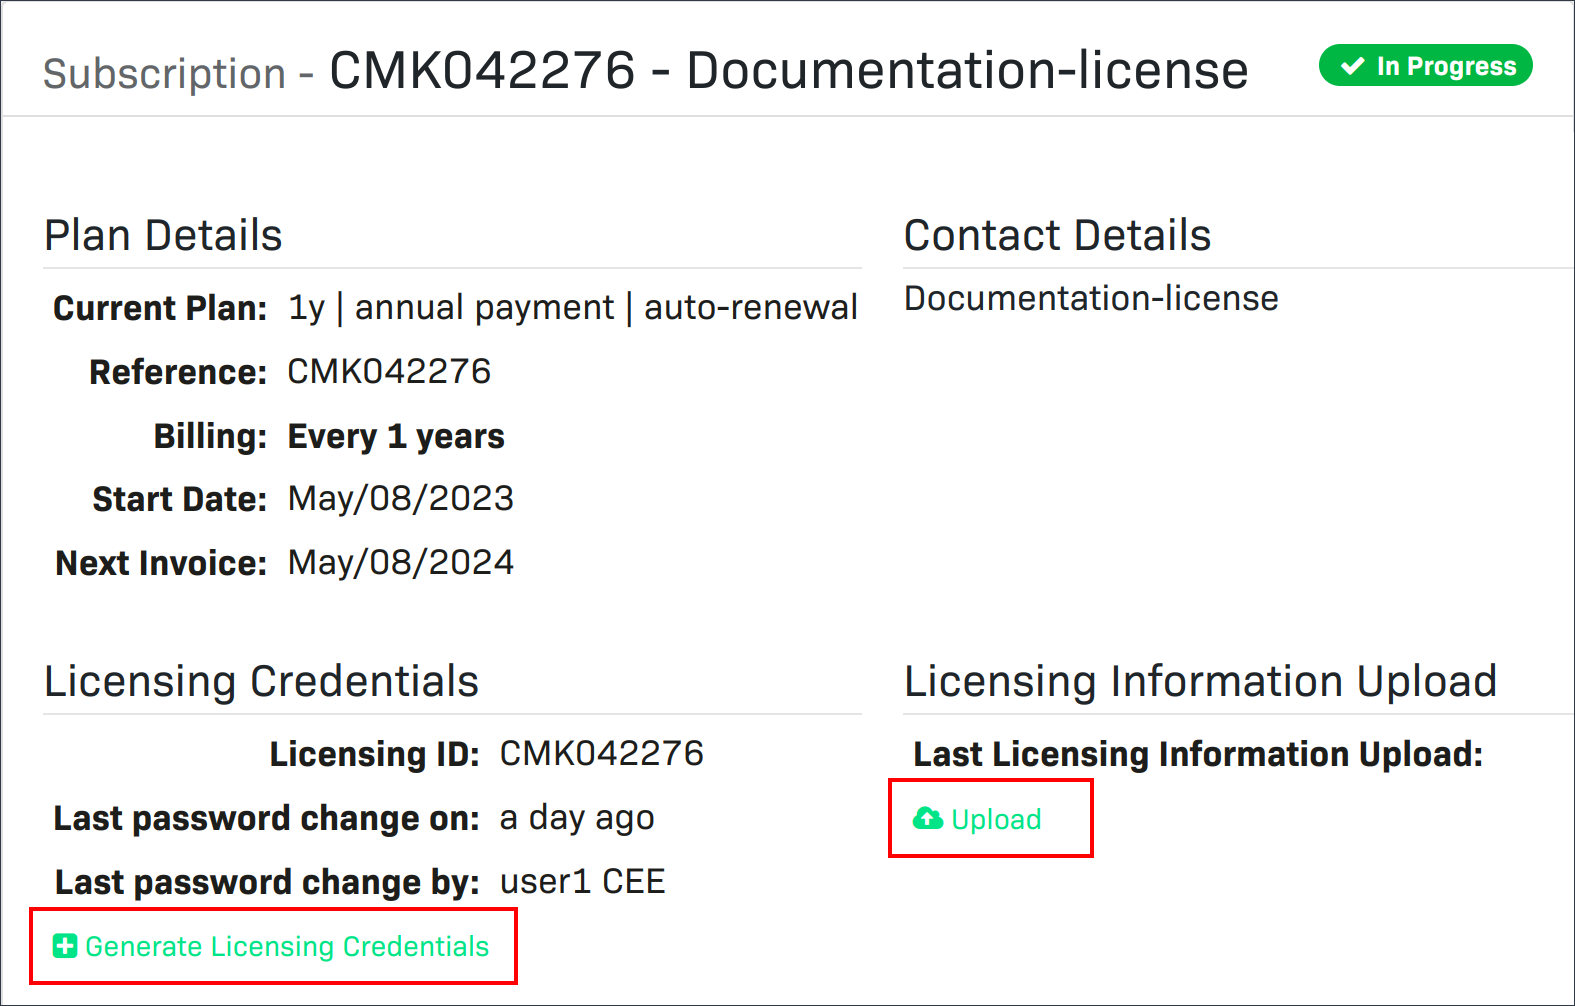 Subscription - CMK042276 - Documentation-license
In Progress
Plan Details
Current Plan: 1y | annual payment | auto-renewal
Reference: CMK042276
Billing: Every 1 years
Start Date: May/08/2023
Next Invoice: May/08/2024
Contact Details
Documentation-license
Licensing Credentials
Licensing ID: CMK042276
Last password change on: a day ago
Last password change by: user1 CEE
Generate Licensing Credentials
Licensing Information Upload
Last Licensing Information Upload:
Upload